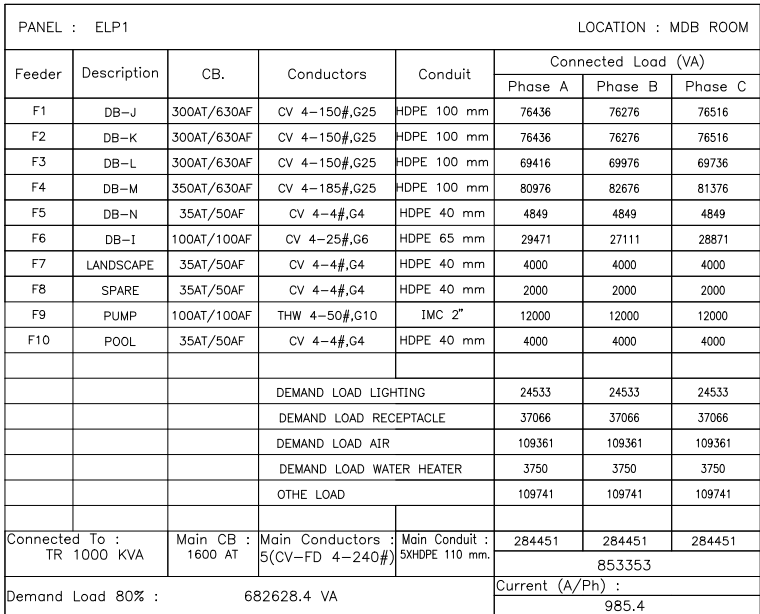 PANEL : ELP1 LOCATION : MDB ROOM
Feeder Description CB. Conductors Conduit Connected Load (VA)
Phase A Phase B Phase C
F1 DB-J 300AT/630AF CV 4-150#,G25 HDPE 100 mm 76436 76276 76516
F2 DB-K 300AT/630AF CV 4-150#,G25 HDPE 100 mm 76436 76276 76516
F3 DB-L 300AT/630AF CV 4-150#,G25 HDPE 100 mm 69416 69976 69736
F4 DB-M 350AT/630AF CV 4-185#,G25 HDPE 100 mm 80976 82676 81376
F5 DB-N 35AT/50AF CV 4-4#,G4 HDPE 40 mm 4849 4849 4849
F6 DB-I 100AT/100AF CV 4-25#,G6 HDPE 65 mm 29471 27111 28871
F7 LANDSCAPE 35AT/50AF CV 4-4#,G4 HDPE 40 mm 4000 4000 4000
F8 SPARE 35AT/50AF CV 4-4#,G4 HDPE 40 mm 2000 2000 2000
F9 PUMP 100AT/100AF THW 4-50#,G10 IMC 2" 12000 12000 12000
F10 POOL 35AT/50AF CV 4-4#,G4 HDPE 40 mm 4000 4000 4000
DEMAND LOAD LIGHTING 24533 24533 24533
DEMAND LOAD RECEPTACLE 37066 37066 37066
DEMAND LOAD AIR 109361 109361 109361
DEMAND LOAD WATER HEATER 3750 3750 3750
OTHE LOAD 109741 109741 109741
Connected To : Main CB : Main Conductors : Main Conduit : 284451 284451 284451
TR 1000 KVA 1600 AT 5(CV-FD 4-240#) 5XHDPE 110 mm. 853353
Demand Load 80% : 682628.4 VA Current (A/Ph) :
985.4